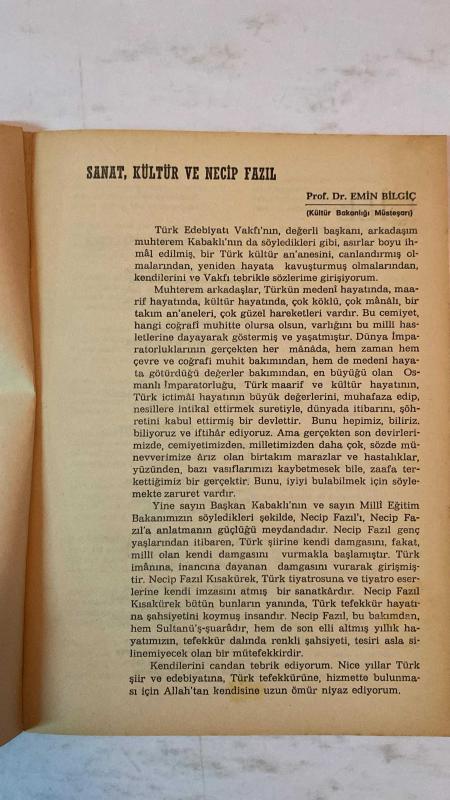 SANAT, KÜLTÜR VE NECİP FAZIL
Prof. Dr. EMİN BİLGİÇ
(Kültür Bakanlığı Müsteşarı)
Türk Edebiyatı Vakfı'nın, değerli başkanı, arkadaşım
muhterem Kabaklı'nın da söyledikleri gibi, asırlar boyu ih-
mâl edilmiş, bir Türk kültür an'anesini, canlandırmış ol-
malarından, yeniden hayata kavuşturmuş olmalarından,
kendilerini ve Vakfı tebrikle sözlerime girişiyorum.
Muhterem arkadaşlar, Türkün medenî hayatında, maa-
rif hayatında, kültür hayatında, çok köklü, çok mânâlı, bir
takım an'aneleri, çok güzel hareketleri vardır. Bu cemiyet,
hangi coğrafî muhitte olursa olsun, varlığını bu millî has-
letlerine dayayarak göstermiş ve yaşatmıştır. Dünya İmpa-
ratorluklarının gerçekten her mânâda, hem zaman hem
çevre ve coğrafî muhit bakımından, hem de medenî haya-
ta götürdüğü değerler bakımından, en büyüğü olan Os-
manlı İmparatorluğu, Türk maarif ve kültür hayatının,
Türk ictimâî hayatının büyük değerlerini, muhafaza edip,
nesillere intikal ettirmek suretiyle, dünyada itibarını, şöh-
retini kabul ettirmiş bir devlettir. Bunu hepimiz, biliriz,
biliyoruz ve iftihâr ediyoruz. Ama gerçekten son devirleri-
mizde, cemiyetimizden, milletimizden daha çok, sözde mü-
nevverimize ârız olan birtakım marazlar ve hastalıklar,
yüzünden, bazı vasıflarımızı kaybetmesek bile, zaafa ter-
kettiğimiz bir gerçektir. Bunu, iyiyi bulabilmek için söyle-
mekte zaruret vardır.
Yine sayın Başkan Kabaklı'nın ve sayın Millî Eğitim
Bakanımızın söyledikleri şekilde, Necip Fazıl'ı, Necip Fa-
zıl'a anlatmanın güçlüğü meydandadır. Necip Fazıl genç
yaşlarından itibaren, Türk şiirine kendi damgasını, fakat,
millî olan kendi damgasını vurmakla başlamıştır. Türk
imânına, inancına dayanan damgasını vurarak girişmiş-
tir. Necip Fazıl Kısakürek, Türk tiyatrosuna ve tiyatro eser-
lerine kendi imzasını atmış bir sanatkârdır. Necip Fazıl
Kısakürek bütün bunların yanında, Türk tefekkür hayatı-
na şahsiyetini koymuş insandır. Necip Fazıl, bu bakımdan,
hem Sultanü'ş-şuarâdır, hem de son elli altmış yıllık ha-
yatımızın, tefekkür dalında renkli şahsiyeti, tesiri asla si-
linemiyecek olan bir mütefekkirdir.
Kendilerini candan tebrik ediyorum. Nice yıllar Türk
şiir ve edebiyatına, Türk tefekkürüne, hizmette bulunma-
sı için Allah'tan kendisine uzun ömür niyaz ediyorum.